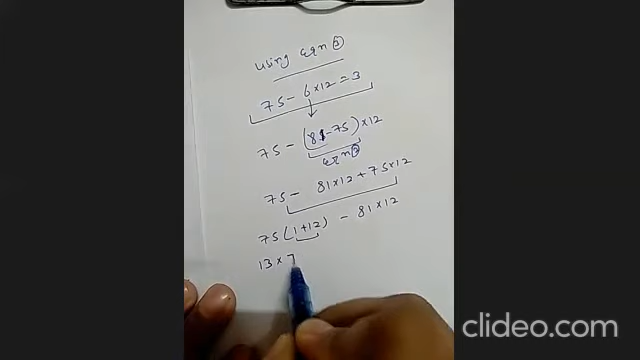 using eqn ③
75 - 6×12 = 3
75 - (81-75)×12
eqn ②
75 - 81×12 + 75×12
75(1+12) - 81×12
13×7
clideo.com